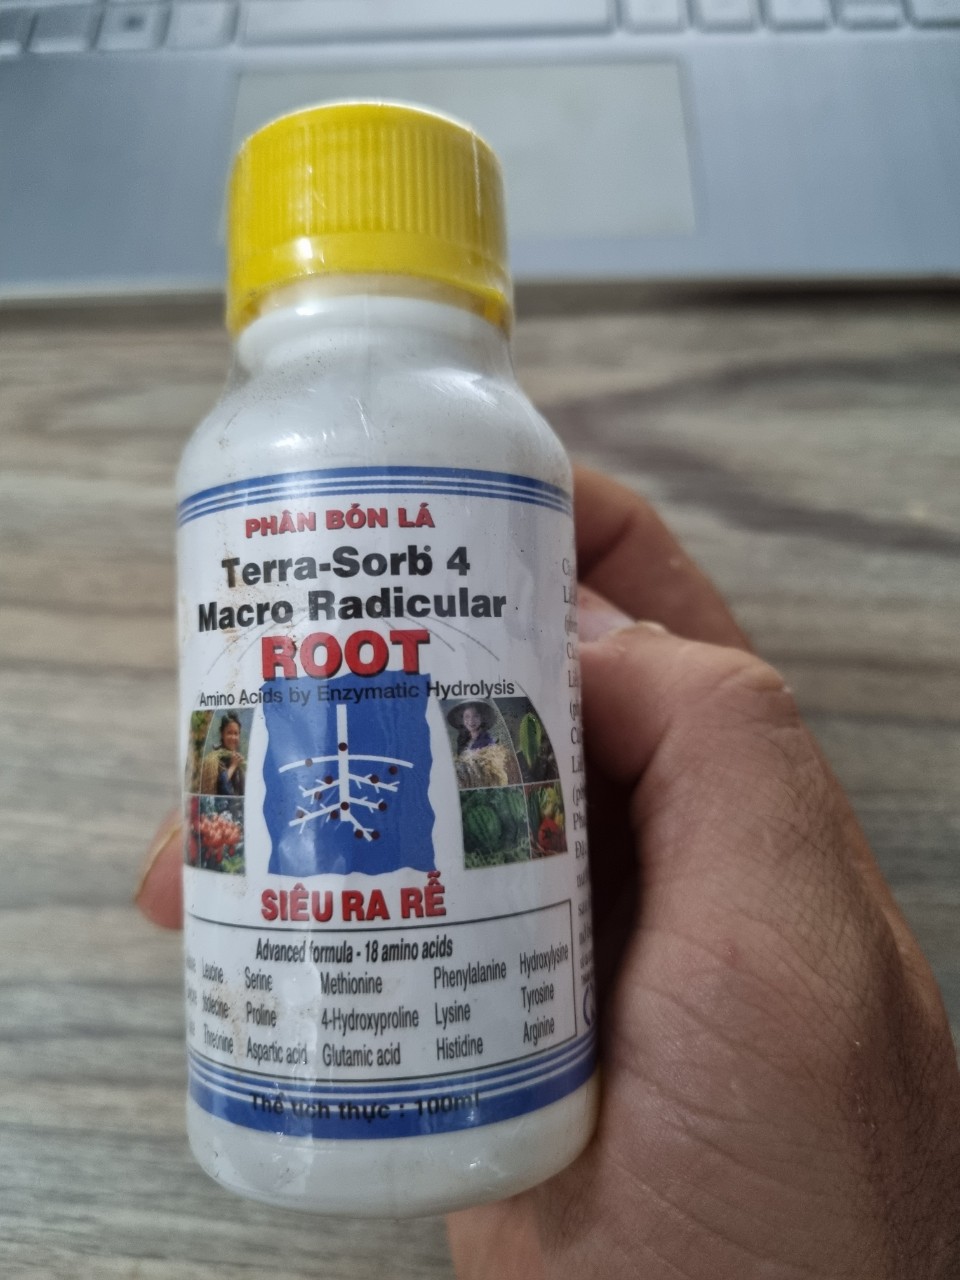 PHÂN BÓN LÁ
Terra-Sorb 4
Macro Radicular
ROOT
Amino Acids by Enzymatic Hydrolysis
SIÊU RA RỄ
Advanced formula - 18 amino acids
Leucine Serine Methionine Phenylalanine Hydroxylysine
Isolecine Proline 4-Hydroxyproline Lysine Tyrosine
Threonine Aspartic acid Glutamic acid Histidine Arginine
Thể tích thực : 100ml